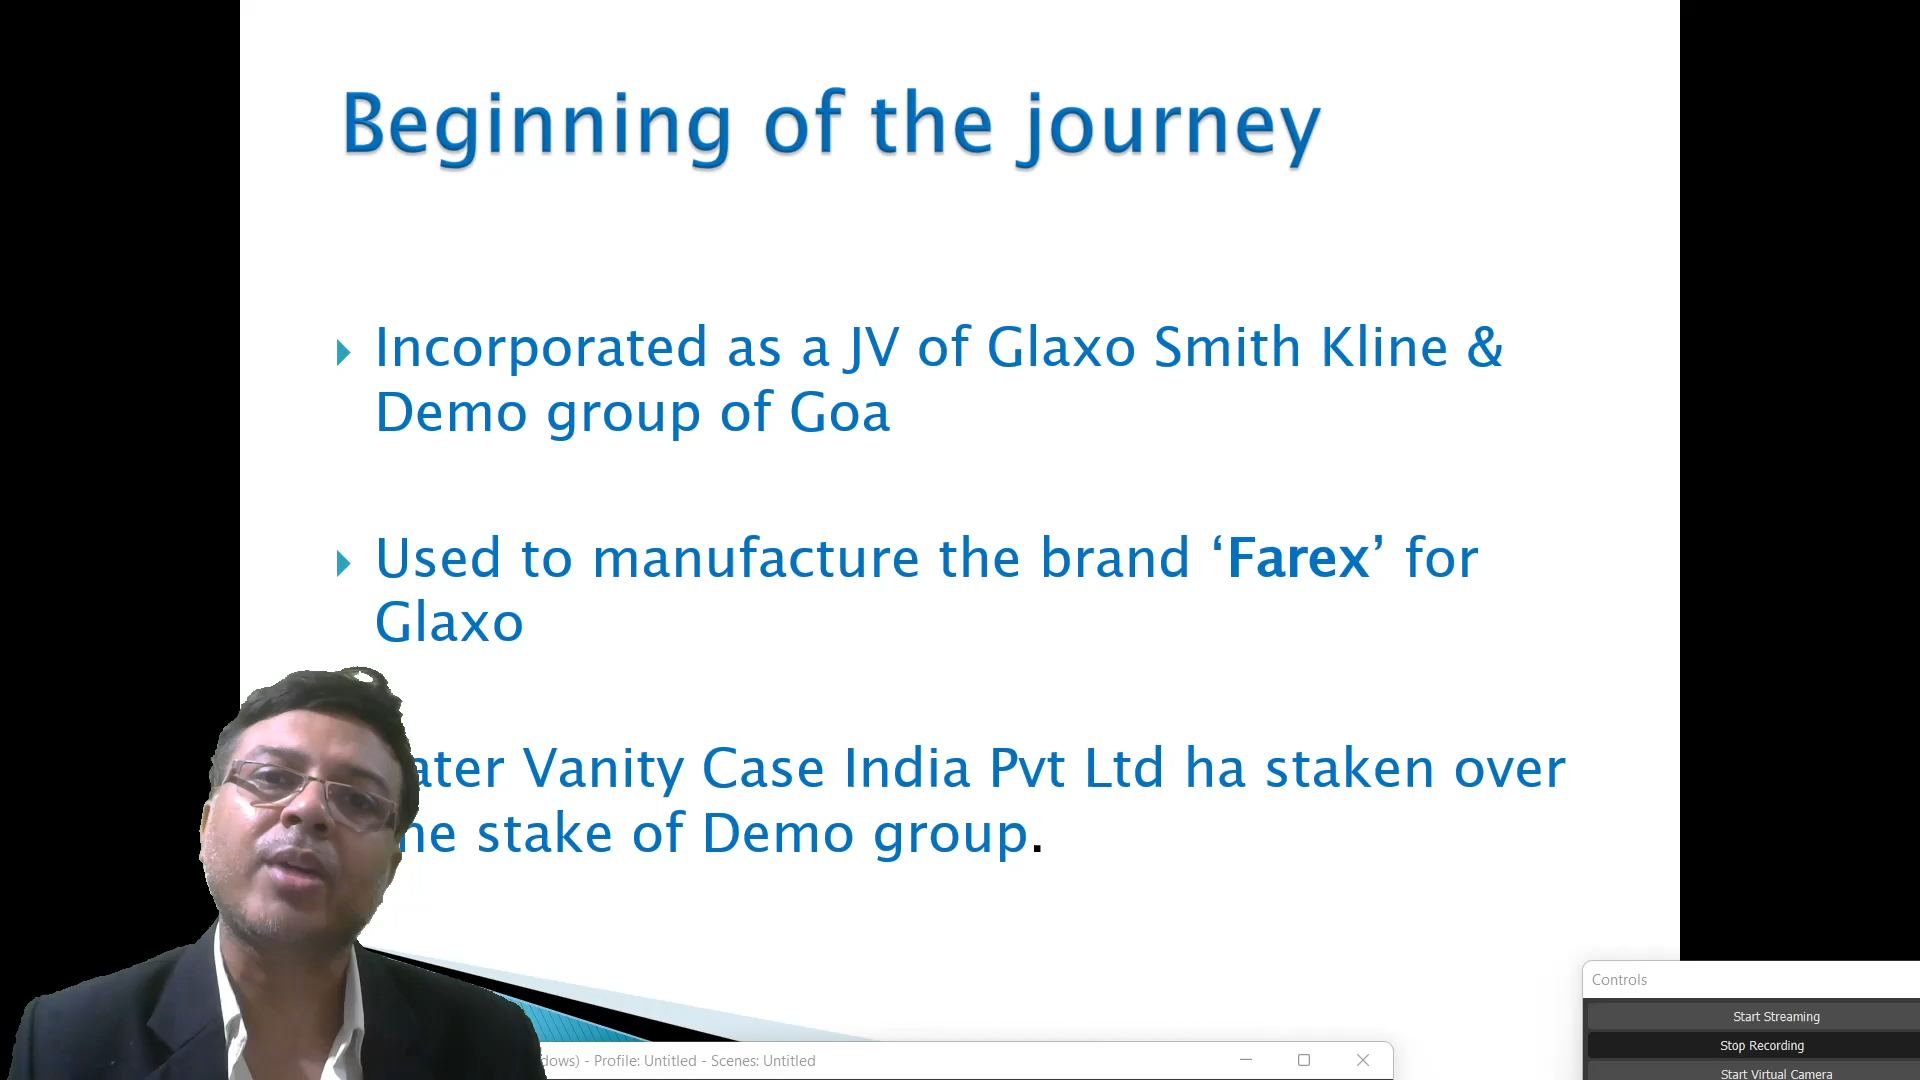 Beginning of the journey
Incorporated as a JV of Glaxo Smith Kline &
Demo group of Goa
Used to manufacture the brand ‘Farex’ for
Glaxo
ater Vanity Case India Pvt Ltd ha staken over
he stake of Demo group.
Controls
Start Streaming
Stop Recording
Start Virtual Camera
dows) - Profile: Untitled - Scenes: Untitled